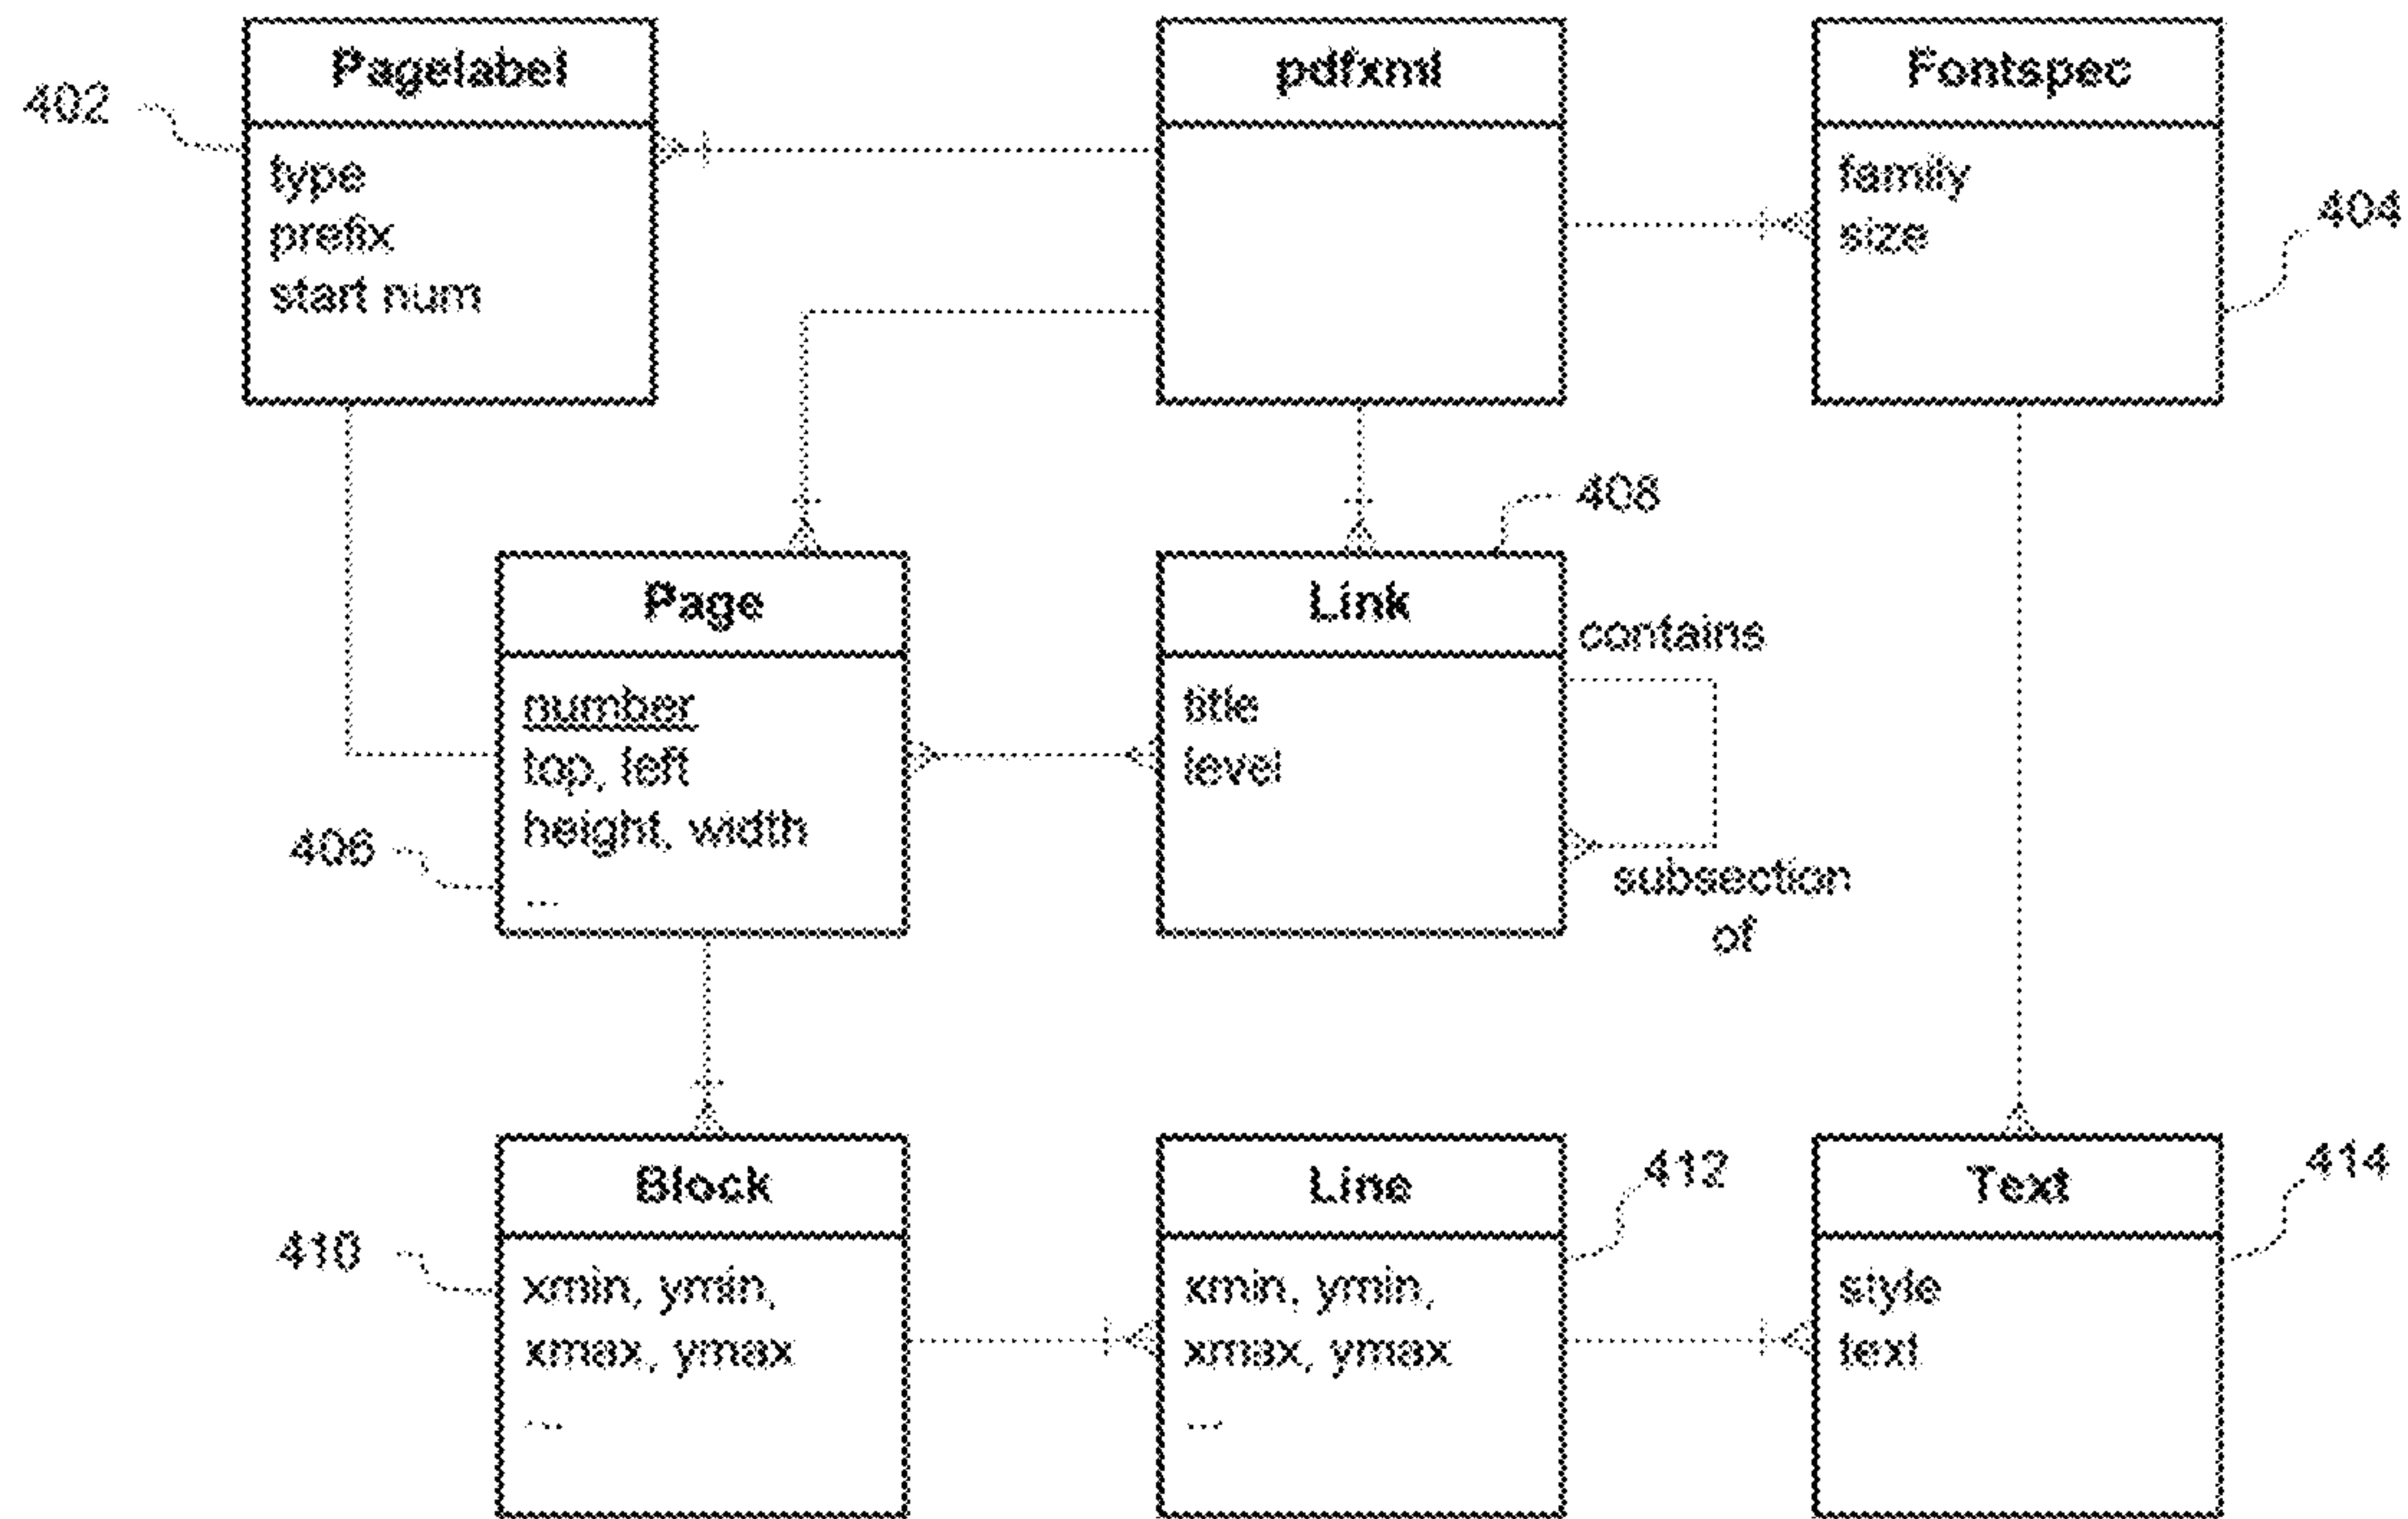 Pagelabel
pdfxml
Fontspec
402
type
prefix
start num
family
size
404
408
Page
Link
contains
number
top, left
height, width
...
title
level
406
subsection
of
Block
Line
Text
412
414
410
xmin, ymin,
xmax, ymax
...
xmin, ymin,
xmax, ymax
...
style
text